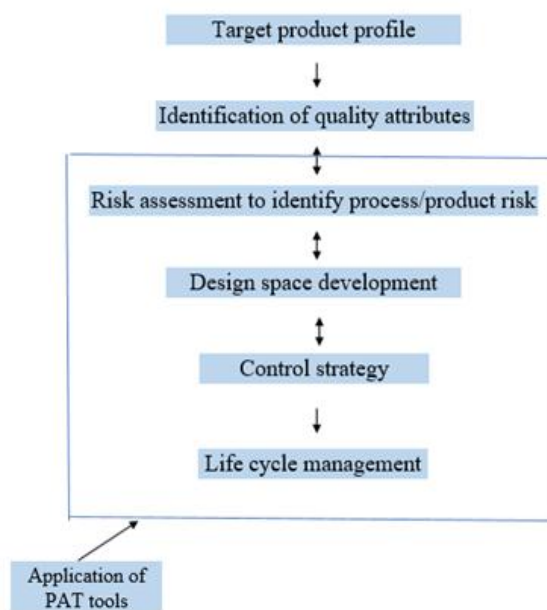 Target product profile
Identification of quality attributes
Risk assessment to identify process/product risk
Design space development
Control strategy
Life cycle management
Application of
PAT tools